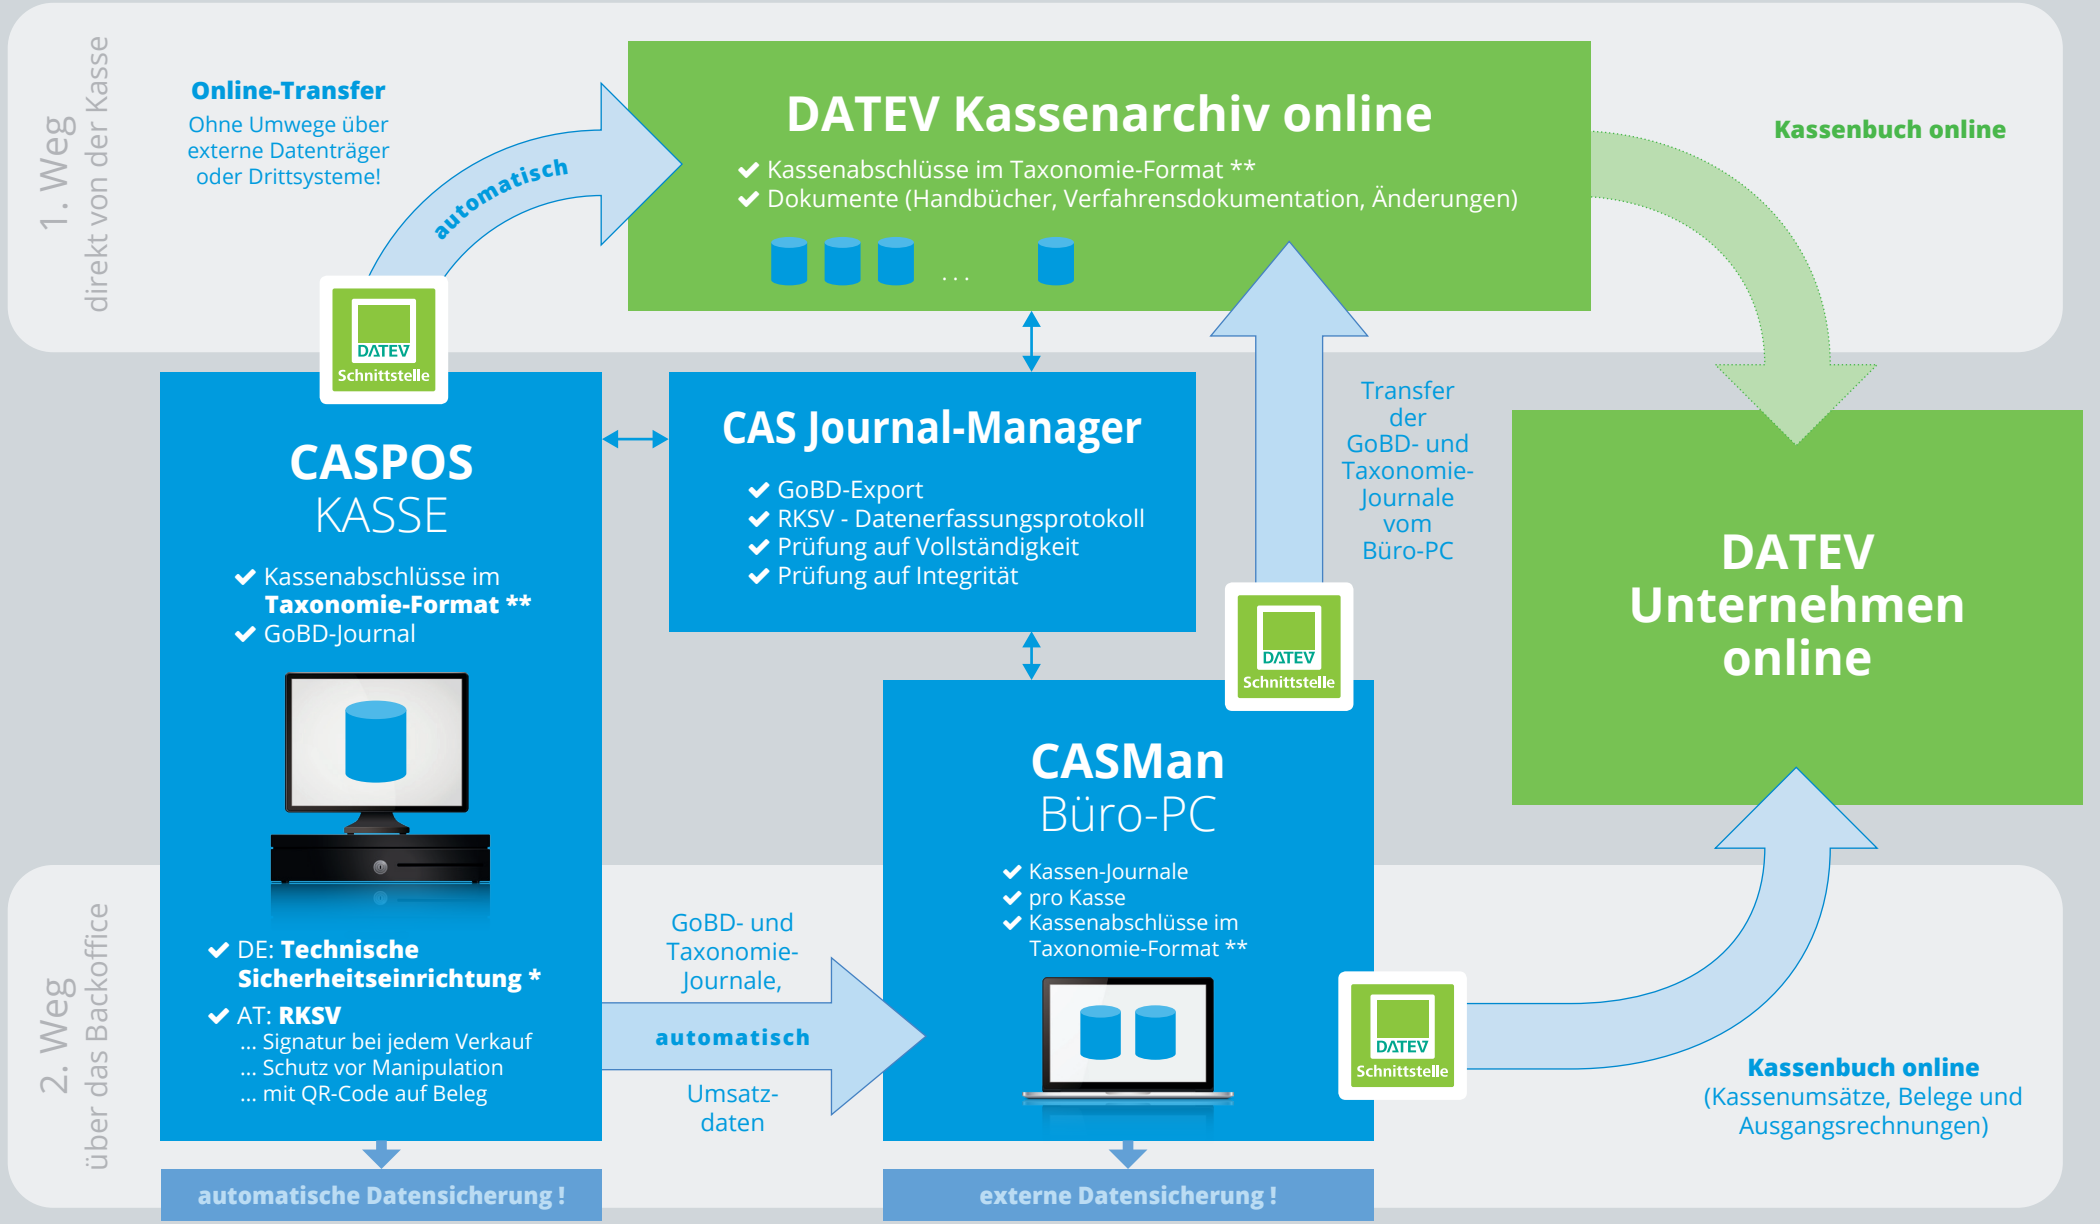 1. Weg
direkt von der Kasse
Online-Transfer
Ohne Umwege über
externe Datenträger
oder Drittsysteme!
automatisch
DATEV Kassenarchiv online
Kassenabschlüsse im Taxonomie-Format **
Dokumente (Handbücher, Verfahrensdokumentation, Änderungen)
...
Kassenbuch online
DATEV
Schnittstelle
CASPOS
KASSE
Kassenabschlüsse im
Taxonomie-Format **
GoBD-Journal
DE: Technische
Sicherheitseinrichtung *
AT: RKSV
... Signatur bei jedem Verkauf
... Schutz vor Manipulation
... mit QR-Code auf Beleg
automatische Datensicherung !
CAS Journal-Manager
GoBD-Export
RKSV - Datenerfassungsprotokoll
Prüfung auf Vollständigkeit
Prüfung auf Integrität
Transfer
der
GoBD- und
Taxonomie-
Journale
vom
Büro-PC
DATEV
Schnittstelle
DATEV
Unternehmen
online
2. Weg
über das Backoffice
GoBD- und
Taxonomie-
Journale,
automatisch
Umsatz-
daten
CASMan
Büro-PC
Kassen-Journale
pro Kasse
Kassenabschlüsse im
Taxonomie-Format **
DATEV
Schnittstelle
externe Datensicherung !
Kassenbuch online
(Kassenumsätze, Belege und
Ausgangsrechnungen)